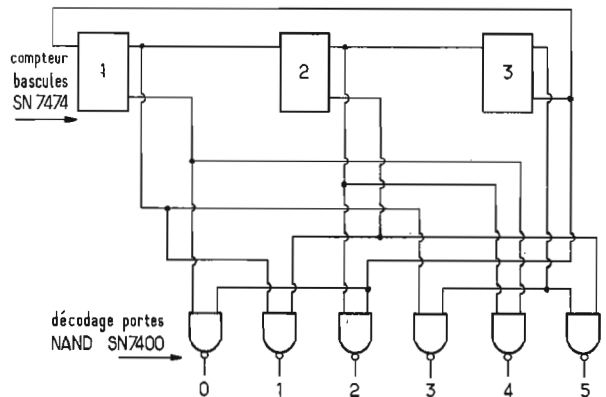 compteur
bascules
SN 7474
1
2
3
décodage portes
NAND SN7400
0 1 2 3 4 5